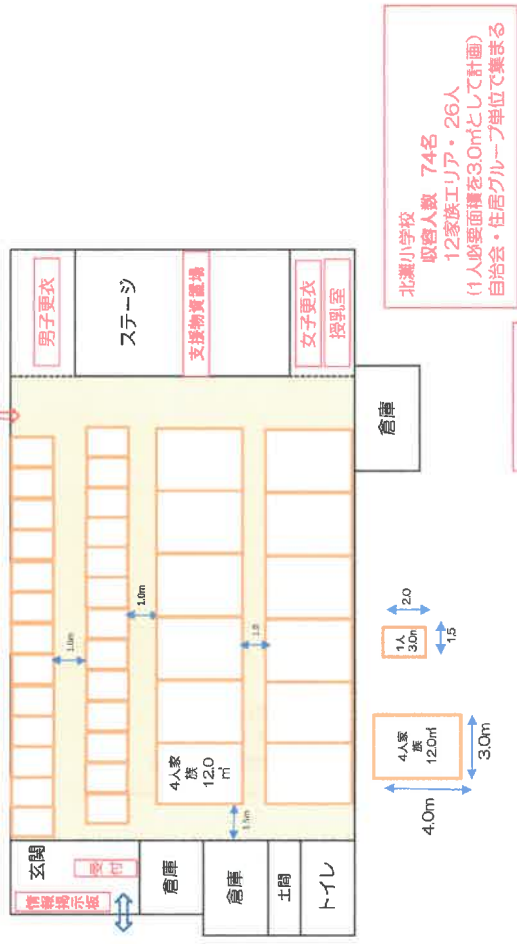 男子更衣
ステージ
支援物資置場
女子更衣
授乳室
倉庫
1.0m
1.0m
1.0
1.5m
4人家
族
12.0
㎡
玄関
受付
情報
掲示板
倉庫
倉庫
土間
トイレ
4人家
族
12.0㎡
4.0m
3.0m
1人
3.0㎡
2.0
1.5
北灘小学校
収容人数 74名
12家族エリア・ 26人
(1人必要面積を3.0㎡として計画)
自治会・住居グループ単位で集まる